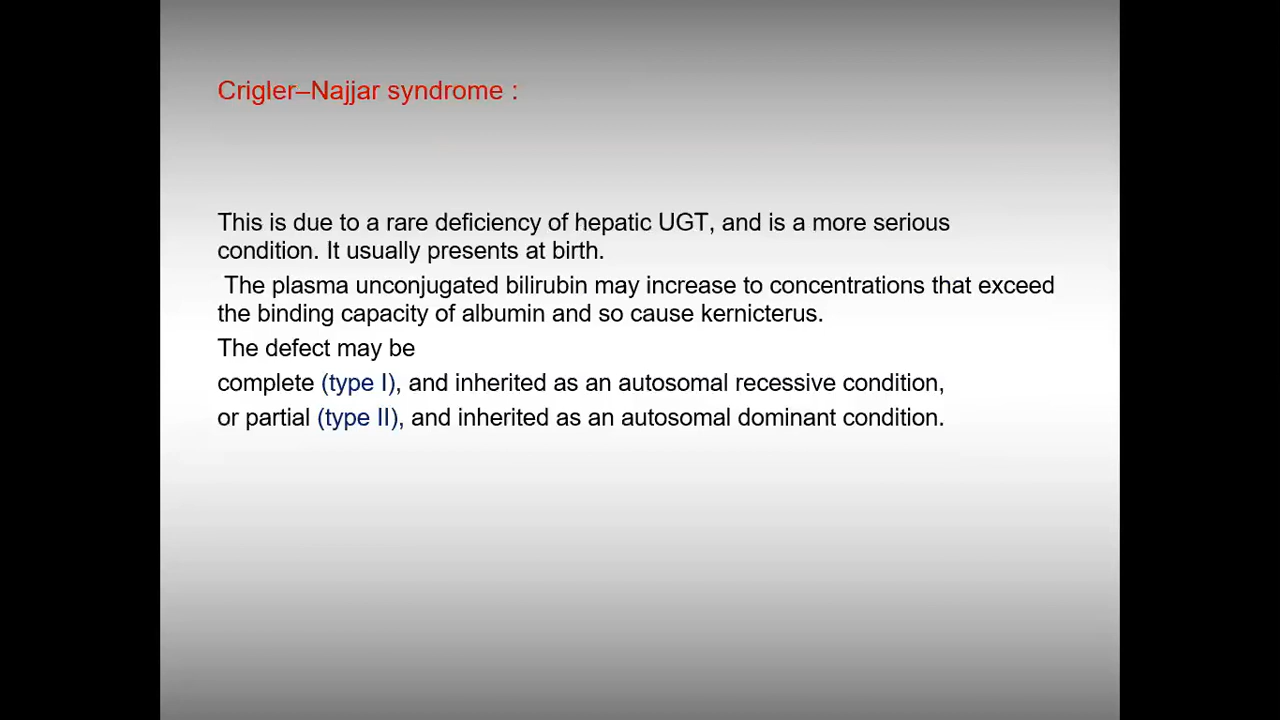 Crigler–Najjar syndrome :
This is due to a rare deficiency of hepatic UGT, and is a more serious
condition. It usually presents at birth.
The plasma unconjugated bilirubin may increase to concentrations that exceed
the binding capacity of albumin and so cause kernicterus.
The defect may be
complete (type I), and inherited as an autosomal recessive condition,
or partial (type II), and inherited as an autosomal dominant condition.